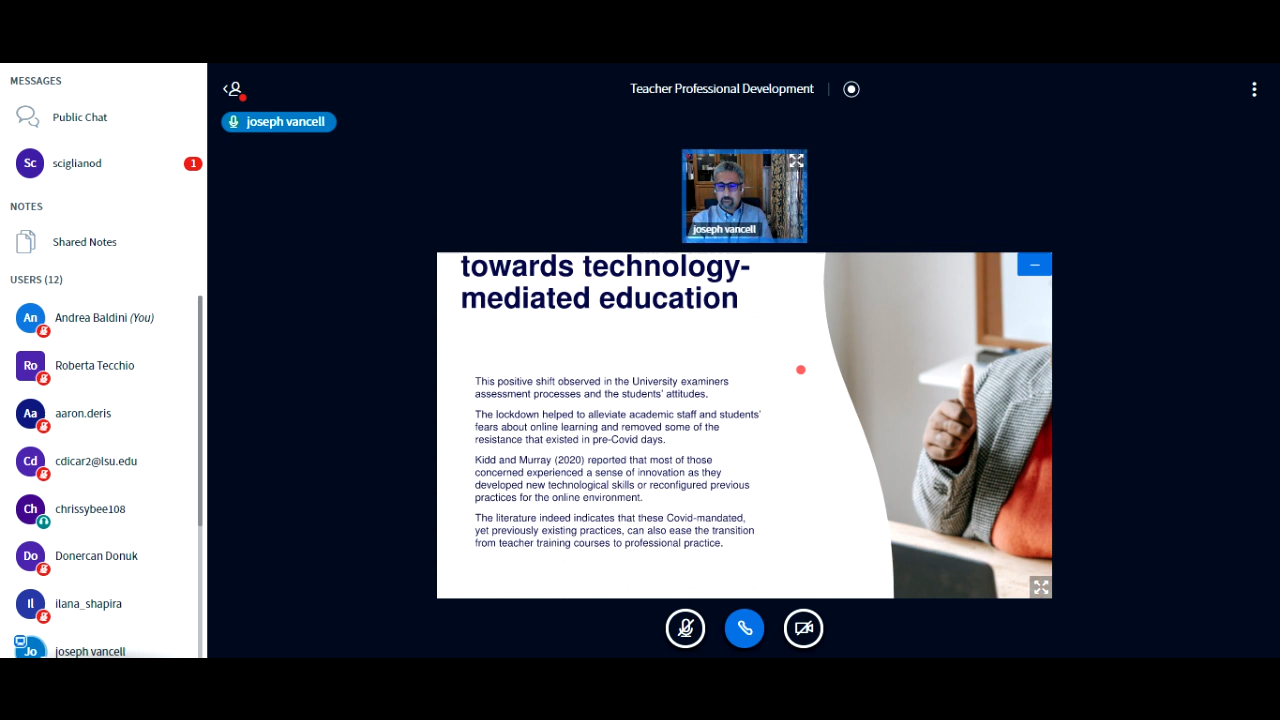 MESSAGES
Public Chat
Sc sciglianod 1
NOTES
Shared Notes
USERS (12)
An Andrea Baldini (You)
Ro Roberta Tecchio
Aa aaron.deris
Cd cdicar2@lsu.edu
Ch chrissybee108
Do Donercan Donuk
Il ilana_shapira
Jo joseph vancell
Teacher Professional Development
joseph vancell
joseph vancell
towards technology-
mediated education
This positive shift observed in the University examiners
assessment processes and the students' attitudes.
The lockdown helped to alleviate academic staff and students'
fears about online learning and removed some of the
resistance that existed in pre-Covid days.
Kidd and Murray (2020) reported that most of those
concerned experienced a sense of innovation as they
developed new technological skills or reconfigured previous
practices for the online environment.
The literature indeed indicates that these Covid-mandated,
yet previously existing practices, can also ease the transition
from teacher training courses to professional practice.